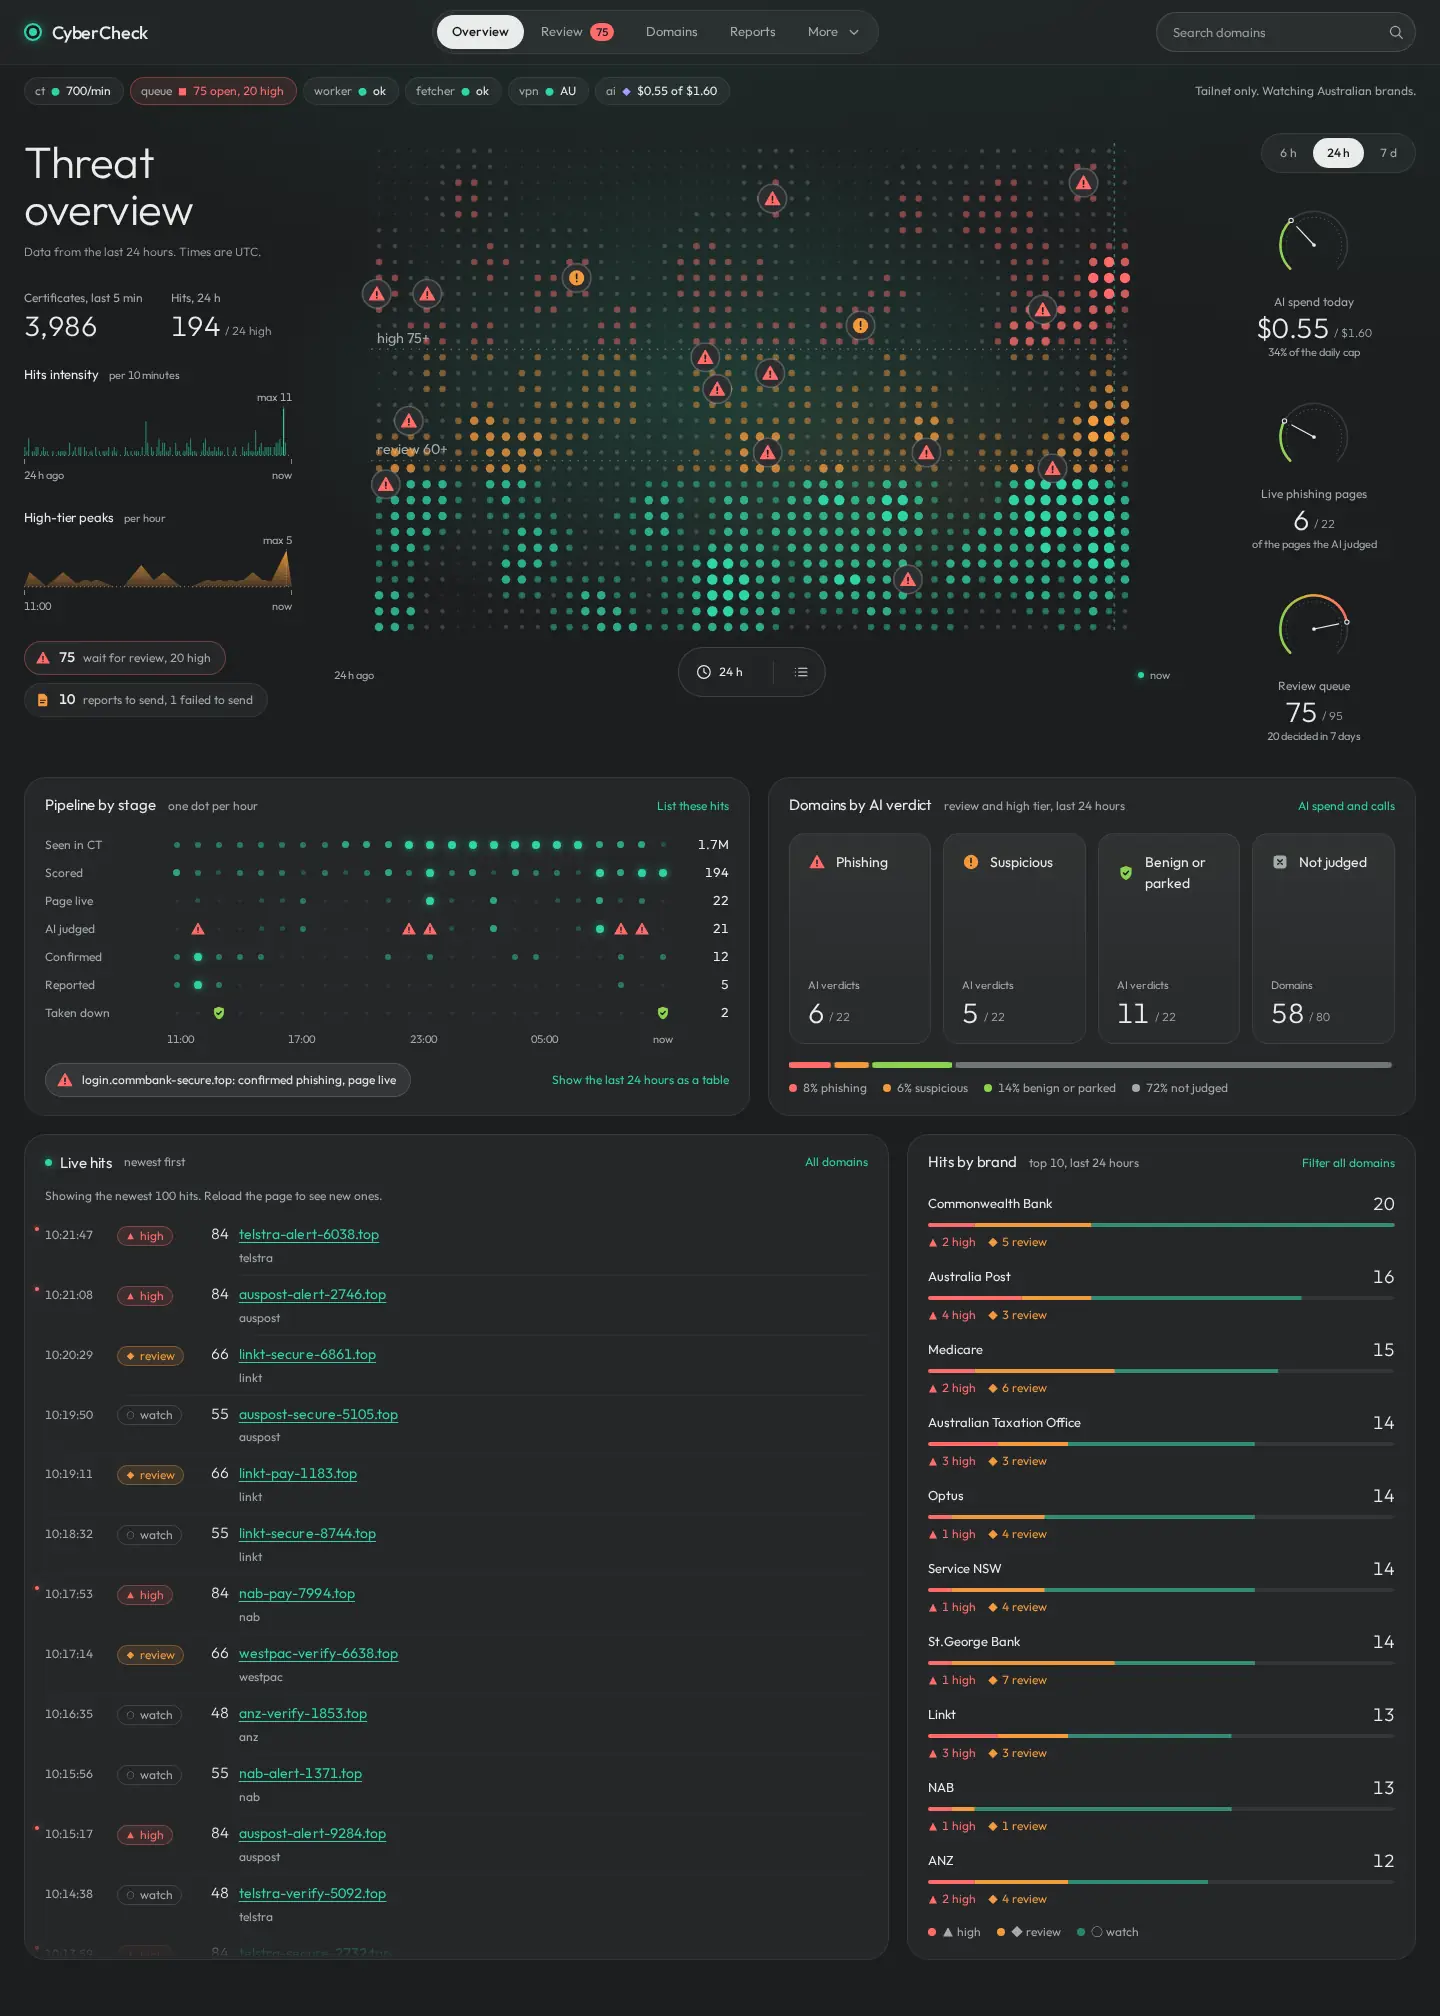 CyberCheck
Overview
Review 75
Domains
Reports
More
Search domains
ct 700/min
queue 75 open, 20 high
worker ok
fetcher ok
vpn AU
ai $0.55 of $1.60
Tailnet only. Watching Australian brands.
Threat
overview
Data from the last 24 hours. Times are UTC.
Certificates, last 5 min
3,986
Hits, 24 h
194 / 24 high
Hits intensity per 10 minutes
max 11
24 h ago
now
High-tier peaks per hour
max 5
11:00
now
75 wait for review, 20 high
10 reports to send, 1 failed to send
high 75+
review 60+
24 h ago
24 h
now
6 h
24 h
7 d
AI spend today
$0.55 / $1.60
34% of the daily cap
Live phishing pages
6 / 22
of the pages the AI judged
Review queue
75 / 95
20 decided in 7 days
Pipeline by stage one dot per hour
List these hits
Seen in CT 1.7M
Scored 194
Page live 22
AI judged 21
Confirmed 12
Reported 5
Taken down 2
11:00 17:00 23:00 05:00 now
login.commbank-secure.top: confirmed phishing, page live
Show the last 24 hours as a table
Domains by AI verdict review and high tier, last 24 hours
AI spend and calls
Phishing
AI verdicts
6 / 22
Suspicious
AI verdicts
5 / 22
Benign or
parked
AI verdicts
11 / 22
Not judged
Domains
58 / 80
8% phishing
6% suspicious
14% benign or parked
72% not judged
Live hits newest first
All domains
Showing the newest 100 hits. Reload the page to see new ones.
10:21:47 high 84 telstra-alert-6038.top
telstra
10:21:08 high 84 auspost-alert-2746.top
auspost
10:20:29 review 66 linkt-secure-6861.top
linkt
10:19:50 watch 55 auspost-secure-5105.top
auspost
10:19:11 review 66 linkt-pay-1183.top
linkt
10:18:32 watch 55 linkt-secure-8744.top
linkt
10:17:53 high 84 nab-pay-7994.top
nab
10:17:14 review 66 westpac-verify-6638.top
westpac
10:16:35 watch 48 anz-verify-1853.top
anz
10:15:56 watch 55 nab-alert-1371.top
nab
10:15:17 high 84 auspost-alert-9284.top
auspost
10:14:38 watch 48 telstra-verify-5092.top
telstra
10:13:59 high 84 telstra-secure-2732.top
Hits by brand top 10, last 24 hours
Filter all domains
Commonwealth Bank 20
2 high 5 review
Australia Post 16
4 high 3 review
Medicare 15
2 high 6 review
Australian Taxation Office 14
3 high 3 review
Optus 14
1 high 4 review
Service NSW 14
1 high 4 review
St.George Bank 14
1 high 7 review
Linkt 13
3 high 3 review
NAB 13
1 high 1 review
ANZ 12
2 high 4 review
high review watch